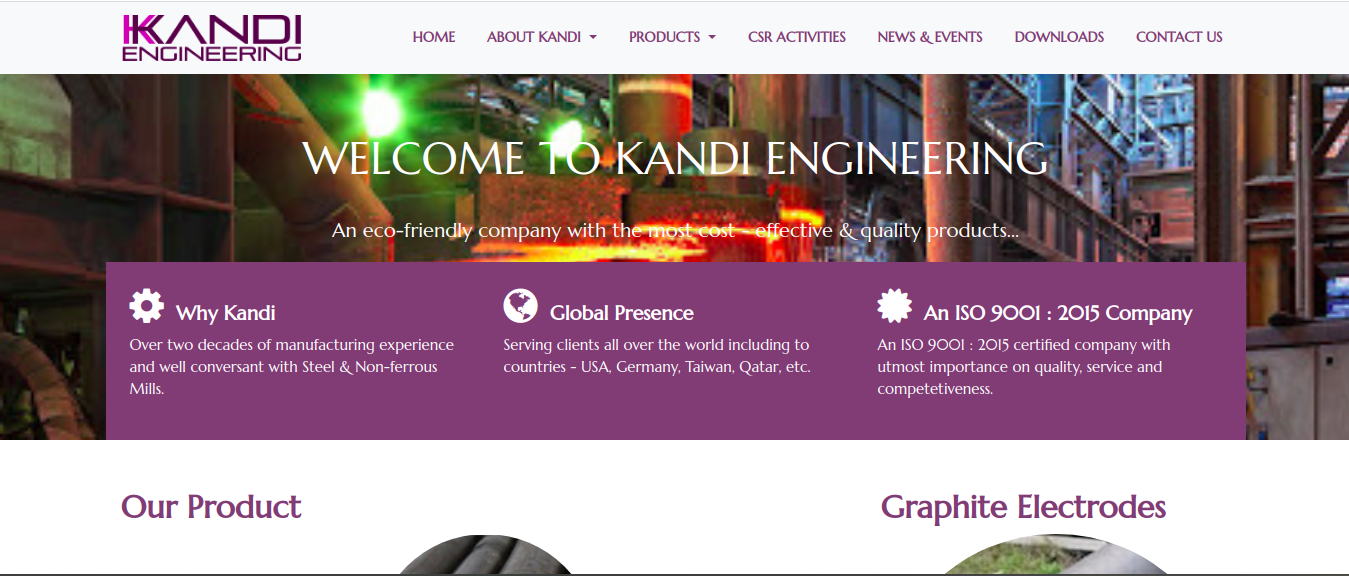 KANDI
ENGINEERING
HOME ABOUT KANDI PRODUCTS CSR ACTIVITIES NEWS & EVENTS DOWNLOADS CONTACT US
WELCOME TO KANDI ENGINEERING
An eco-friendly company with the most cost - effective & quality products...
Why Kandi
Over two decades of manufacturing experience
and well conversant with Steel & Non-ferrous
Mills.
Global Presence
Serving clients all over the world including to
countries - USA, Germany, Taiwan, Qatar, etc.
An ISO 9001 : 2015 Company
An ISO 9001 : 2015 certified company with
utmost importance on quality, service and
competetiveness.
Our Product
Graphite Electrodes